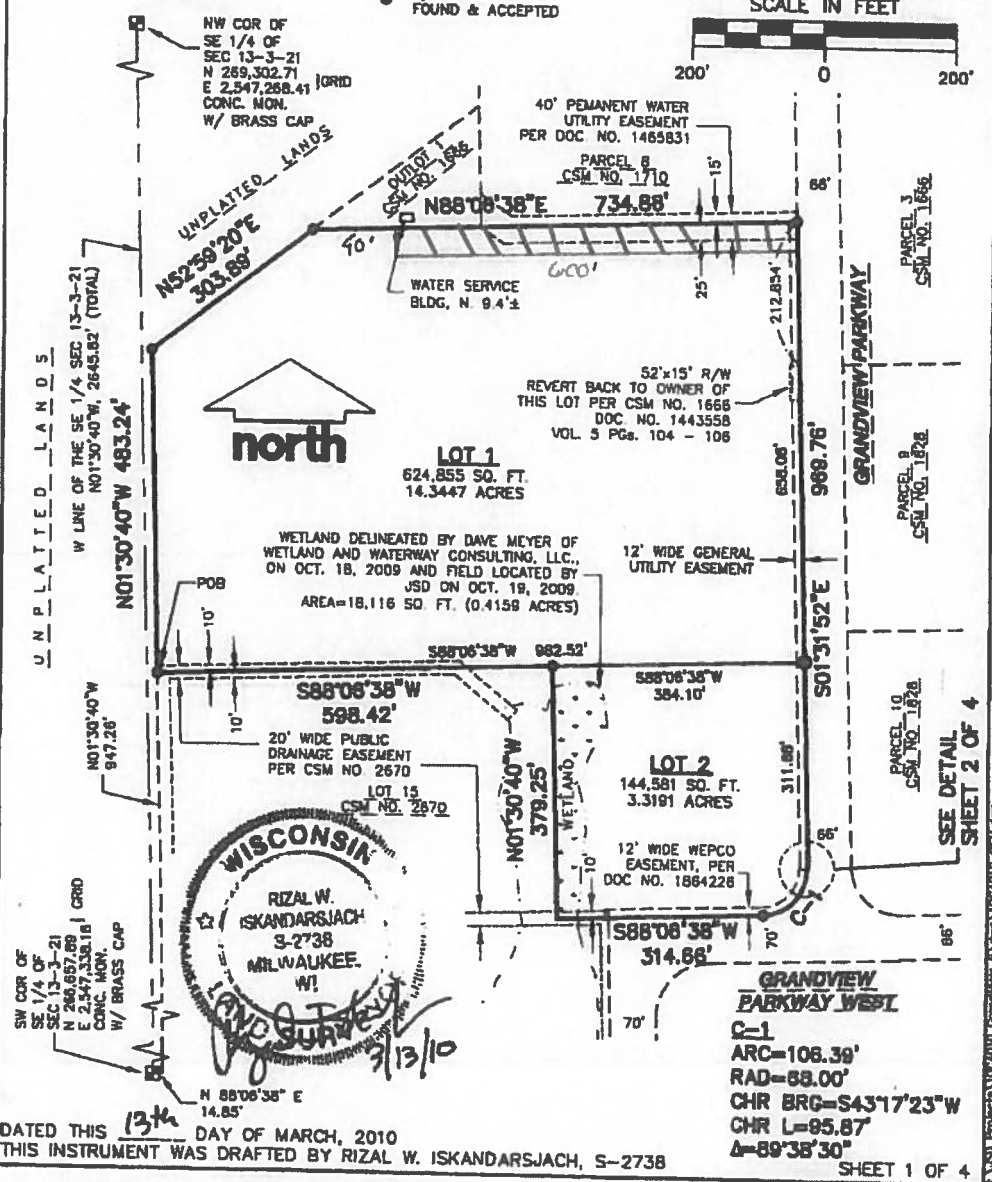 FOUND & ACCEPTED
SCALE IN FEET
200' 0 200'
NW COR OF
SE 1/4 OF
SEC 13-3-21
N 269,302.71
E 2,547,268.41 } GRID
CONC. MON.
W/ BRASS CAP
40' PEMANENT WATER
UTILITY EASEMENT
PER DOC. NO. 1465831
PARCEL 8
CSM NO. 1710
15'
66'
OUTLOT 1
CSM NO. 1666
UNPLATTED LANDS
N52°59'20"E
303.89'
N88°08'38"E 734.88'
90'
600'
WATER SERVICE
BLDG, N. 9.4'±
25'
212.854'
PARCEL 3
CSM NO. 1666
GRANDVIEW PARKWAY
52'x15' R/W
REVERT BACK TO OWNER OF
THIS LOT PER CSM NO. 1666
DOC NO. 1443558
VOL. 5 PGs. 104 - 106
UNPLATTED LANDS
W LINE OF THE SE 1/4 SEC 13-3-21
N01°30'40"W, 2645.82' (TOTAL)
N01°30'40"W 483.24'
north
LOT 1
624,855 SQ. FT.
14.3447 ACRES
658.08'
969.76'
PARCEL 9
CSM NO. 1828
WETLAND DELINEATED BY DAVE MEYER OF
WETLAND AND WATERWAY CONSULTING, LLC.,
ON OCT. 18, 2009 AND FIELD LOCATED BY
JSD ON OCT. 19, 2009.
AREA=18,116 SQ. FT. (0.4159 ACRES)
12' WIDE GENERAL
UTILITY EASEMENT
S01°31'52"E
POB
10'
10'
S88°08'38"W 982.52'
S88°08'38"W
598.42'
S88°08'38"W
384.10'
N01°30'40"W
947.26'
20' WIDE PUBLIC
DRAINAGE EASEMENT
PER CSM NO. 2670
LOT 15
CSM NO. 2670
N01°30'40"W
379.25'
WETLAND
LOT 2
144,581 SQ. FT.
3.3191 ACRES
311.68'
PARCEL 10
CSM NO. 1828
SEE DETAIL
SHEET 2 OF 4
12' WIDE WEPCO
EASEMENT, PER
DOC NO. 1864226
10'
66'
C-1
S88°08'38"W
314.66'
70'
66'
70'
WISCONSIN
RIZAL W.
ISKANDARSJACH
S-2738
MILWAUKEE,
WI
LAND SURVEYOR
3/13/10
SW COR OF
SE 1/4 OF
SEC 13-3-21
N 266,657.89
E 2,547,338.18 } GRID
CONC. MON.
W/ BRASS CAP
N 88°08'38" E
14.85'
GRANDVIEW
PARKWAY WEST
C-1
ARC=106.39'
RAD=68.00'
CHR BRG=S43°17'23"W
CHR L=95.87'
Δ=89°38'30"
DATED THIS 13th DAY OF MARCH, 2010
THIS INSTRUMENT WAS DRAFTED BY RIZAL W. ISKANDARSJACH, S-2738
SHEET 1 OF 4